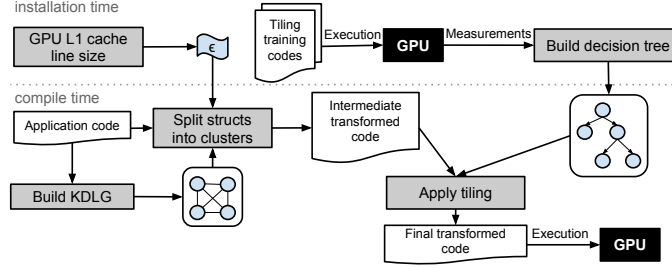 installation time
GPU L1 cache
line size
ϵ
Tiling
training
codes
Execution
GPU
Measurements
Build decision tree
compile time
Application code
Split structs
into clusters
Intermediate
transformed
code
Build KDLG
Apply tiling
Final transformed
code
Execution
GPU